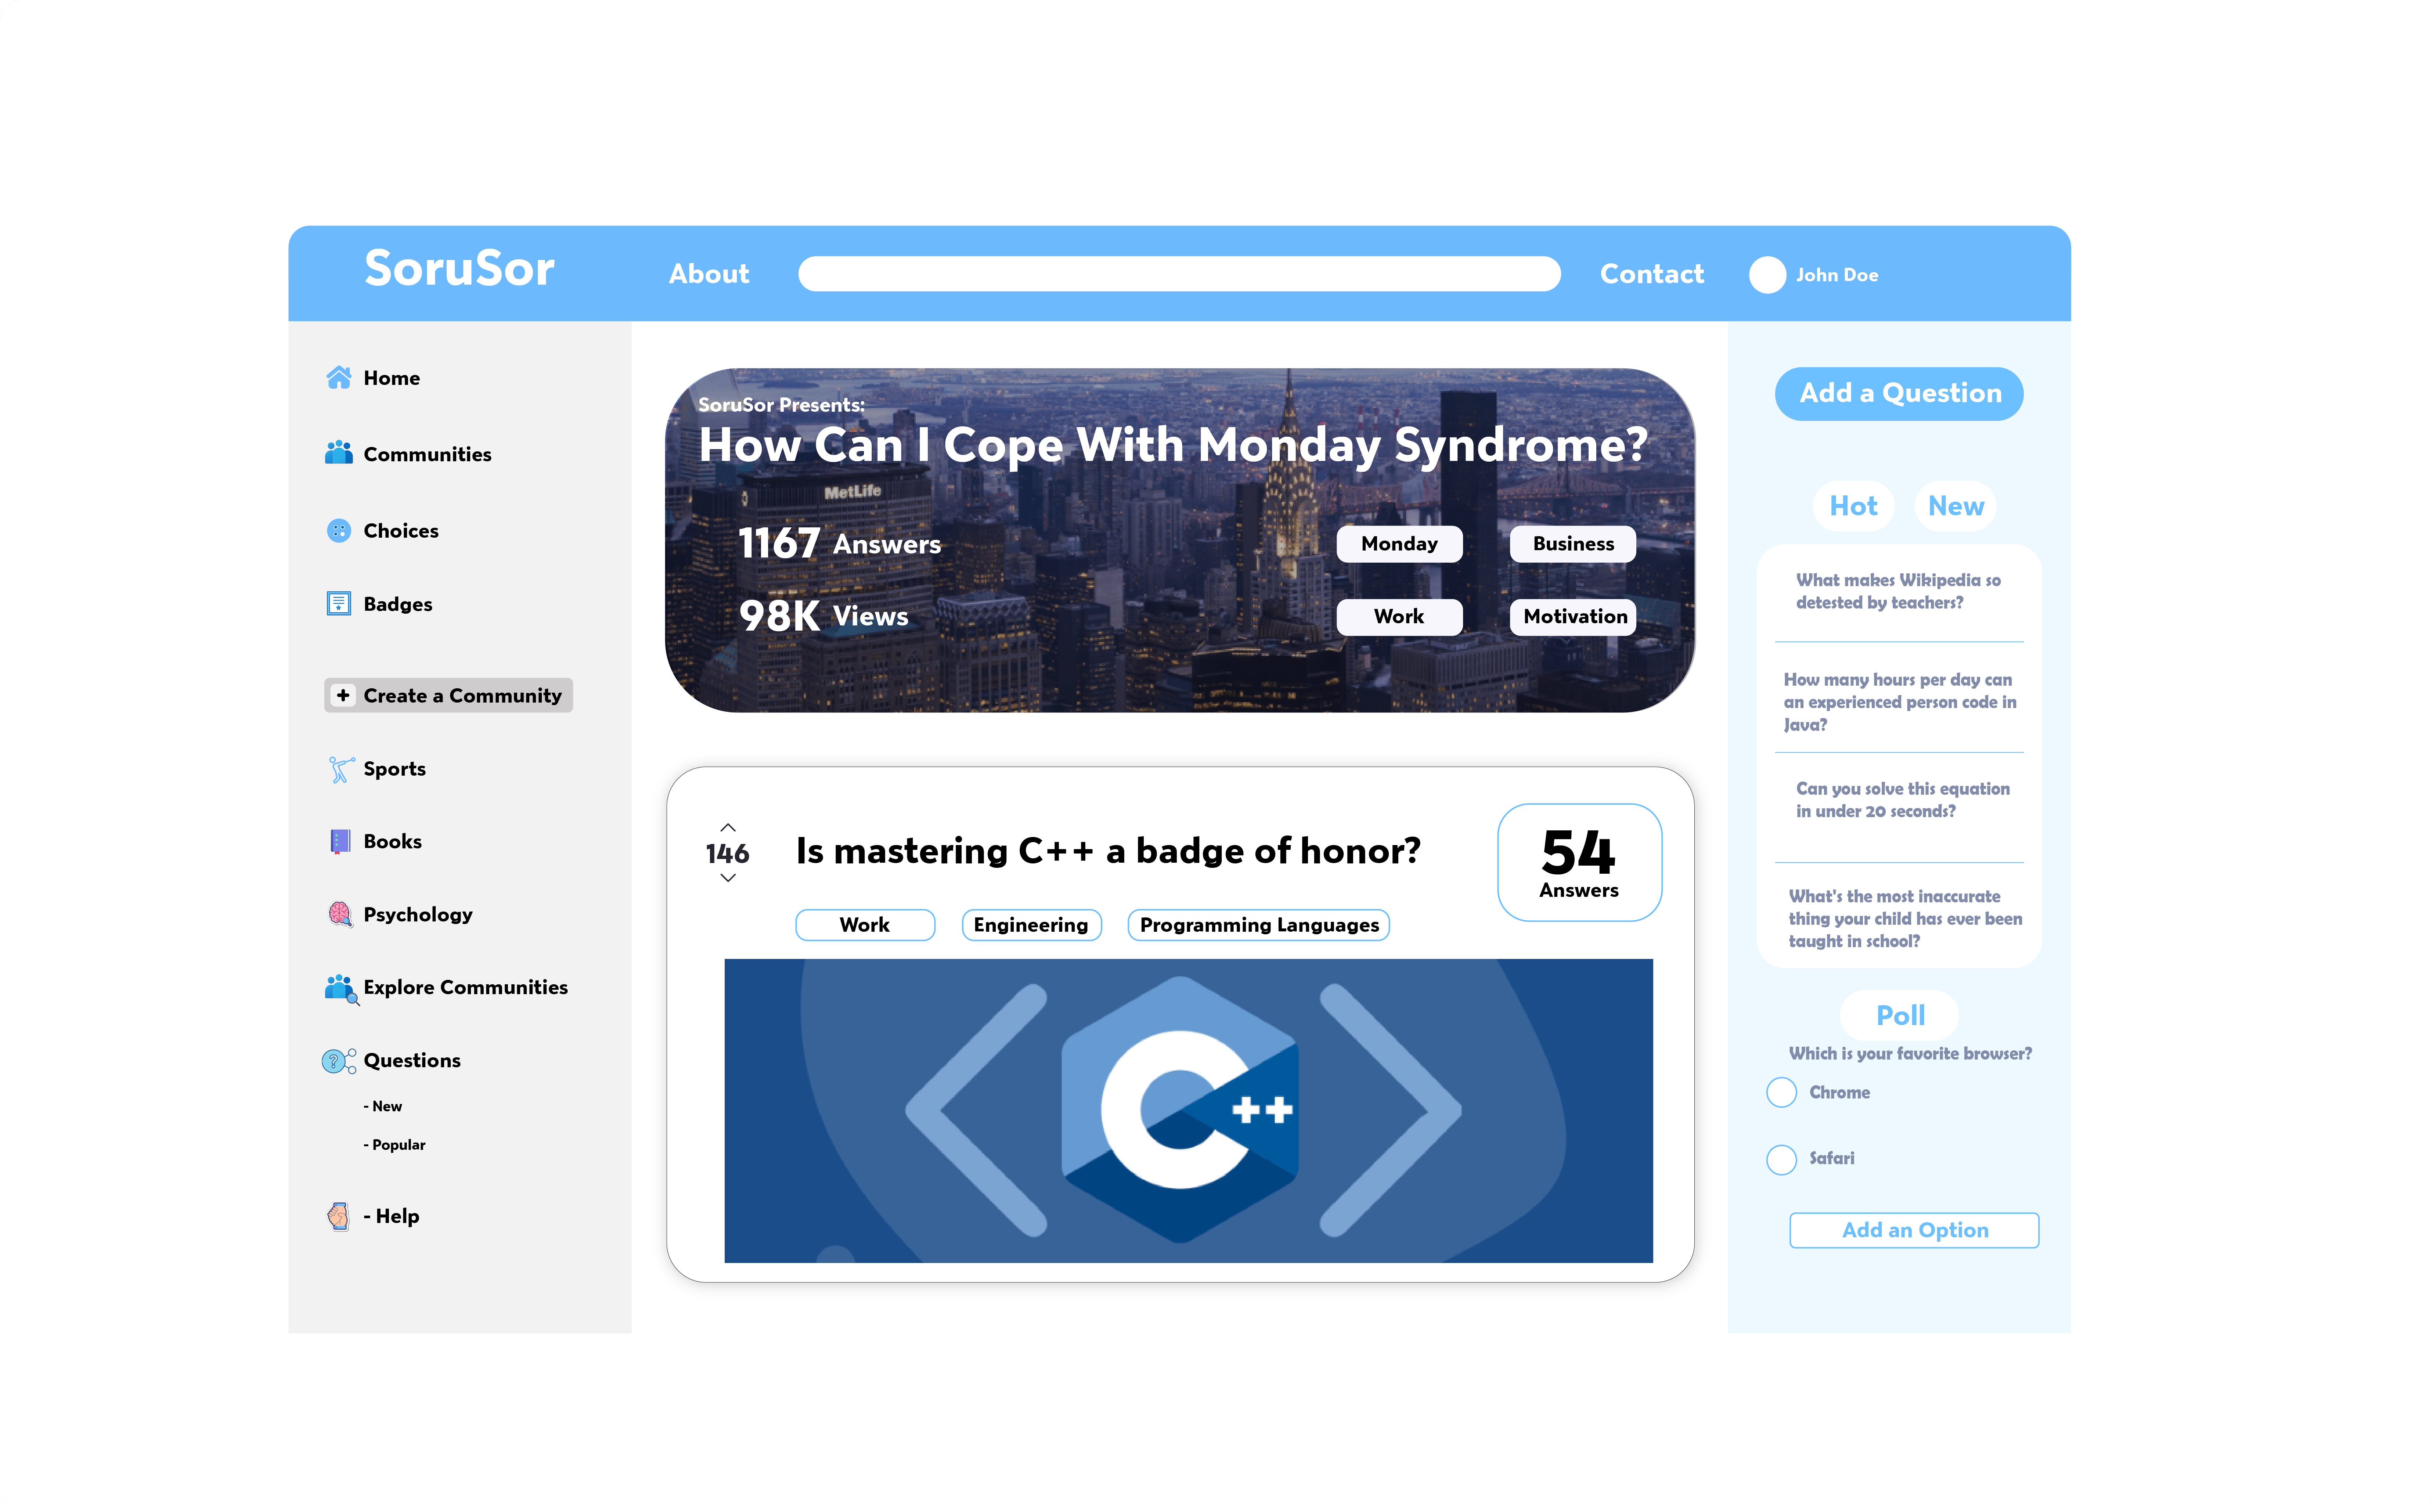 SoruSor
About
Contact
John Doe
Home
Communities
Choices
Badges
+ Create a Community
Sports
Books
Psychology
Explore Communities
? Questions
- New
- Popular
- Help
SoruSor Presents:
How Can I Cope With Monday Syndrome?
MetLife
1167 Answers
98K Views
Monday
Business
Work
Motivation
146
Is mastering C++ a badge of honor?
54
Answers
Work
Engineering
Programming Languages
C++
Add a Question
Hot
New
What makes Wikipedia so
detested by teachers?
How many hours per day can
an experienced person code in
Java?
Can you solve this equation
in under 20 seconds?
What's the most inaccurate
thing your child has ever been
taught in school?
Poll
Which is your favorite browser?
Chrome
Safari
Add an Option